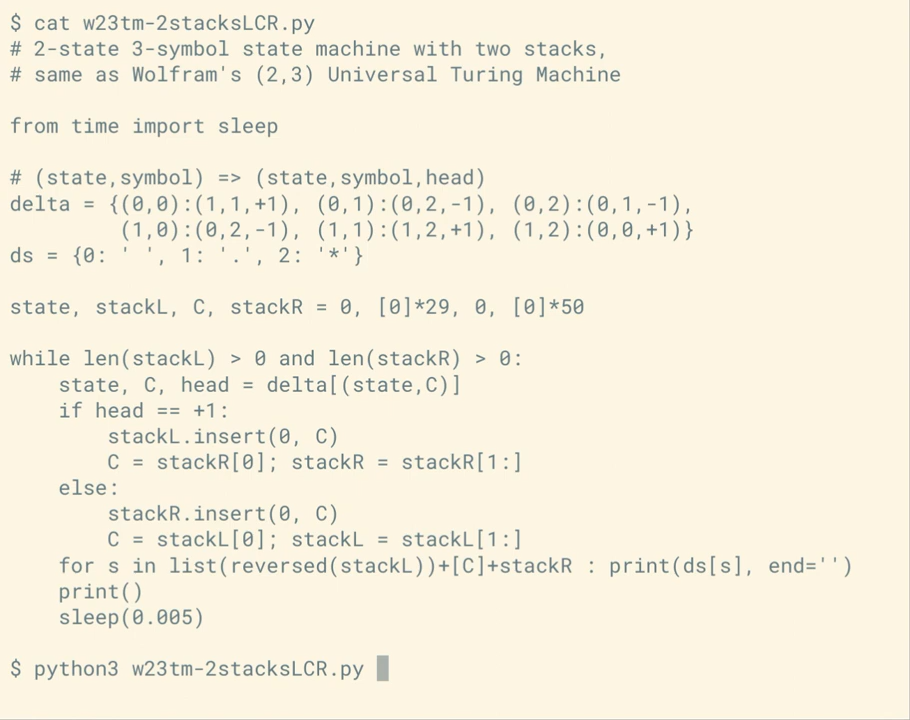 $ cat w23tm-2stacksLCR.py
# 2-state 3-symbol state machine with two stacks,
# same as Wolfram's (2,3) Universal Turing Machine

from time import sleep

# (state,symbol) => (state,symbol,head)
delta = {(0,0):(1,1,+1), (0,1):(0,2,-1), (0,2):(0,1,-1),
         (1,0):(0,2,-1), (1,1):(1,2,+1), (1,2):(0,0,+1)}
ds = {0: ' ', 1: '.', 2: '*'}

state, stackL, C, stackR = 0, [0]*29, 0, [0]*50

while len(stackL) > 0 and len(stackR) > 0:
    state, C, head = delta[(state,C)]
    if head == +1:
        stackL.insert(0, C)
        C = stackR[0]; stackR = stackR[1:]
    else:
        stackR.insert(0, C)
        C = stackL[0]; stackL = stackL[1:]
    for s in list(reversed(stackL))+[C]+stackR : print(ds[s], end='')
    print()
    sleep(0.005)

$ python3 w23tm-2stacksLCR.py